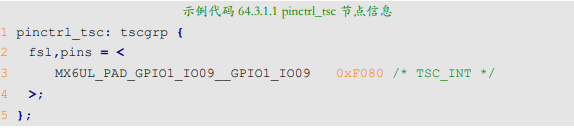 示例代码 64.3.1.1 pinctrl_tsc 节点信息
1 pinctrl_tsc: tscgrp {
2 fsl,pins = <
3 MX6UL_PAD_GPIO1_IO09__GPIO1_IO09 0xF080 /* TSC_INT */
4 >;
5 };